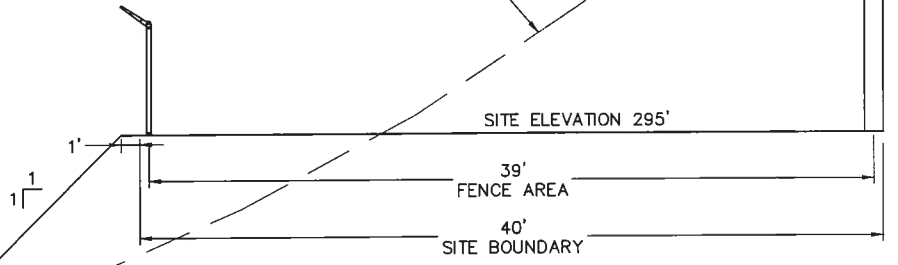 SITE ELEVATION 295'
1'
39'
FENCE AREA
1
1
40'
SITE BOUNDARY